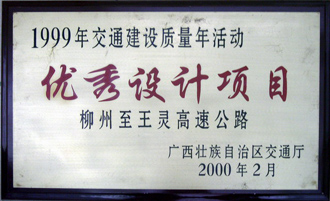 1999年交通建设质量年活动
优秀设计项目
柳州至王灵高速公路
广西壮族自治区交通厅
2000年2月